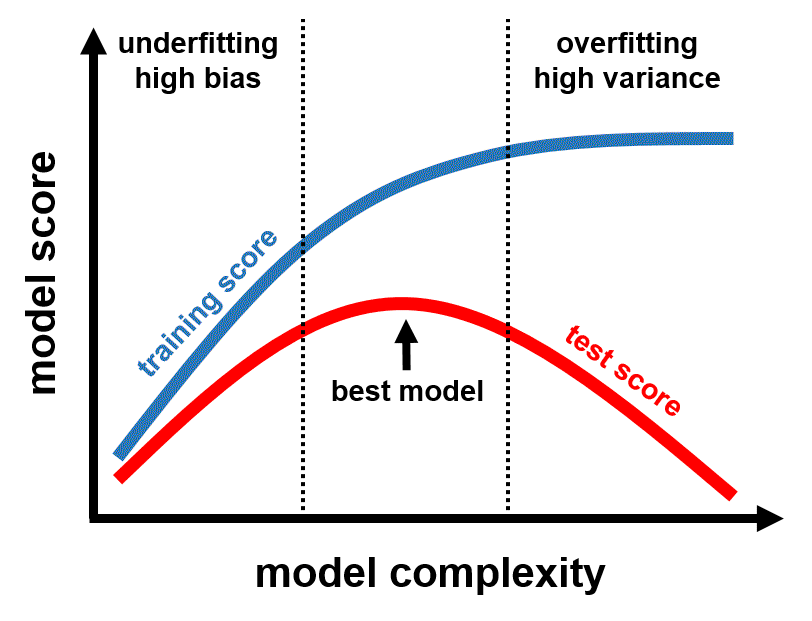 underfitting
high bias
overfitting
high variance
model score
training score
test score
best model
model complexity